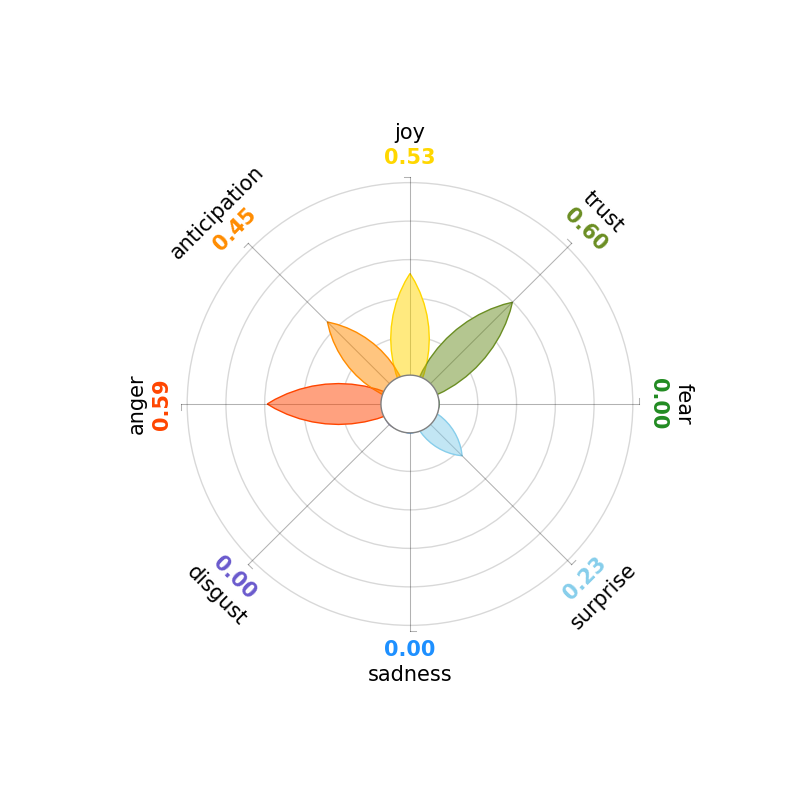 joy
0.53
anticipation
0.45
trust
0.60
anger
0.59
fear
0.00
disgust
0.00
surprise
0.23
0.00
sadness